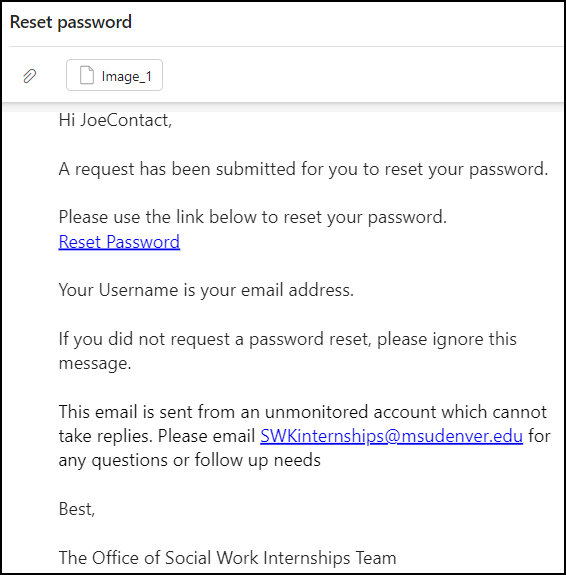 Reset password
Image_1
Hi JoeContact,
A request has been submitted for you to reset your password.
Please use the link below to reset your password.
Reset Password
Your Username is your email address.
If you did not request a password reset, please ignore this
message.
This email is sent from an unmonitored account which cannot
take replies. Please email SWKinternships@msudenver.edu for
any questions or follow up needs
Best,
The Office of Social Work Internships Team